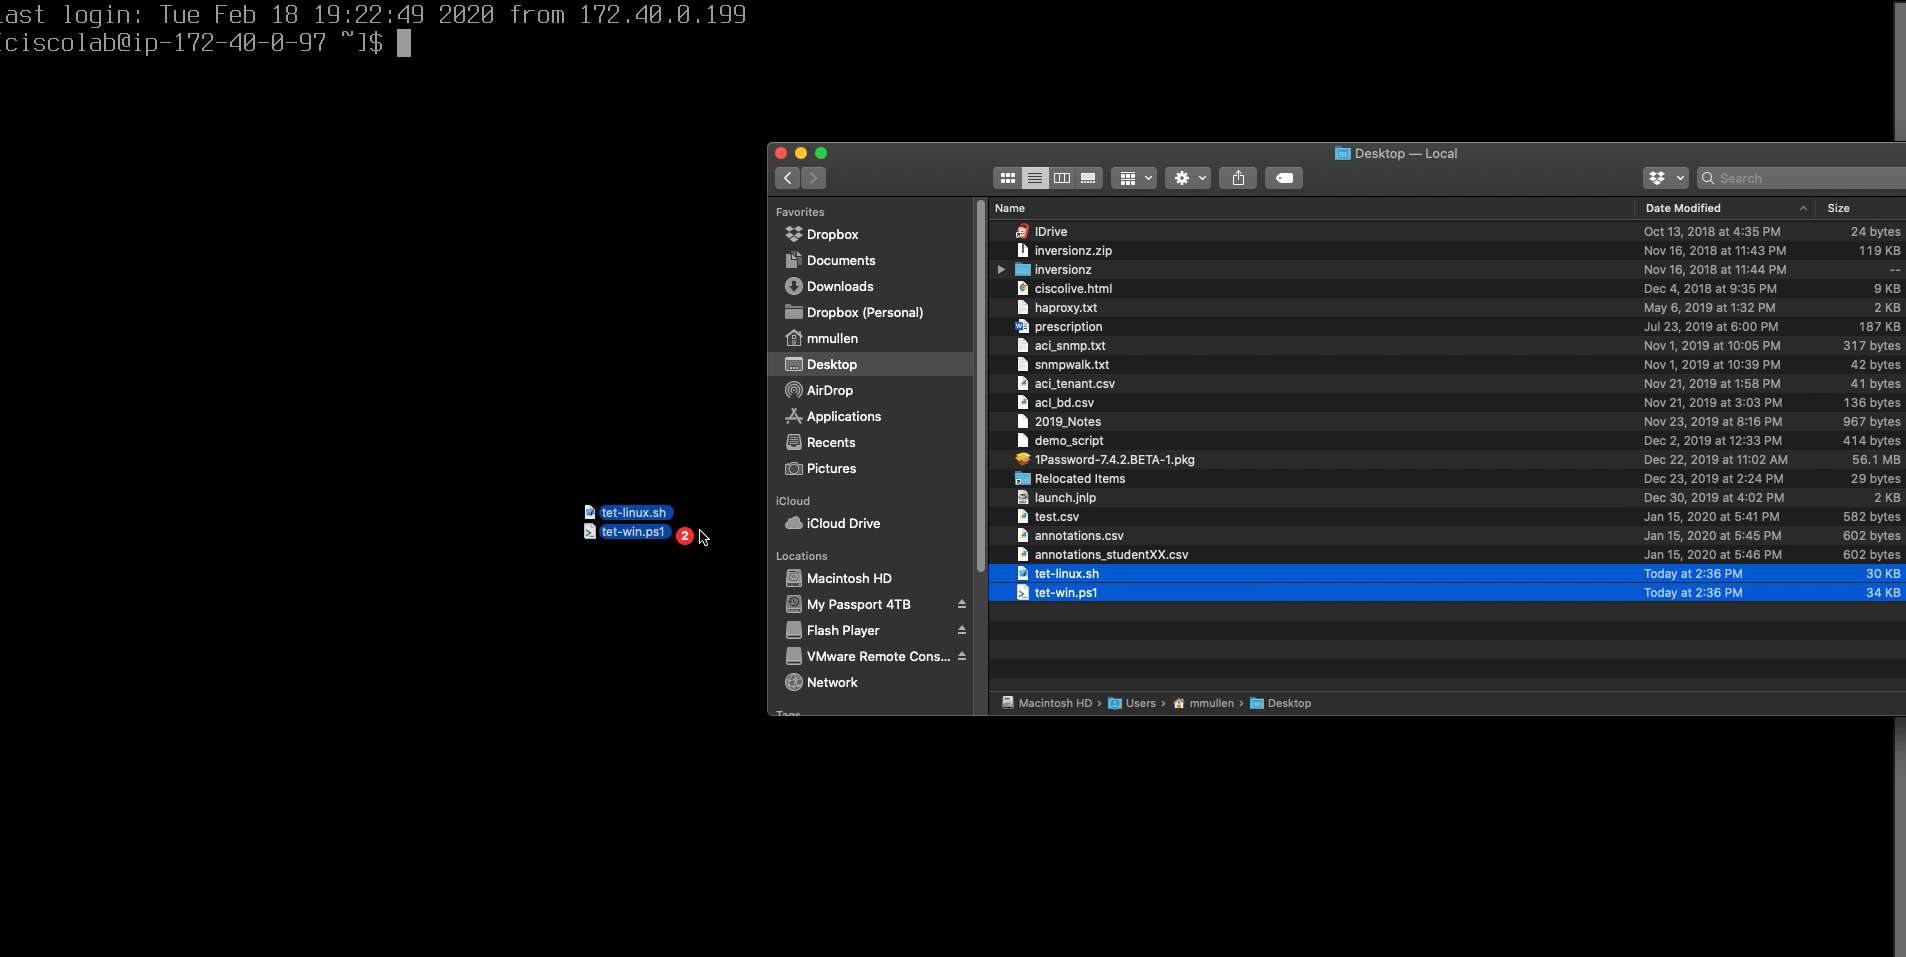 ast login: Tue Feb 18 19:22:49 2020 from 172.40.0.199
[ciscolab@ip-172-40-0-97 ~]$
Desktop — Local
Search
Favorites
Dropbox
Documents
Downloads
Dropbox (Personal)
mmullen
Desktop
AirDrop
Applications
Recents
Pictures
iCloud
iCloud Drive
Locations
Macintosh HD
My Passport 4TB
Flash Player
VMware Remote Cons...
Network
Tags
Name Date Modified Size
IDrive Oct 13, 2018 at 4:35 PM 24 bytes
inversionz.zip Nov 16, 2018 at 11:43 PM 119 KB
inversionz Nov 16, 2018 at 11:44 PM --
ciscolive.html Dec 4, 2018 at 9:35 PM 9 KB
haproxy.txt May 6, 2019 at 1:32 PM 2 KB
prescription Jul 23, 2019 at 6:00 PM 187 KB
aci_snmp.txt Nov 1, 2019 at 10:05 PM 317 bytes
snmpwalk.txt Nov 1, 2019 at 10:39 PM 42 bytes
aci_tenant.csv Nov 21, 2019 at 1:58 PM 41 bytes
acl_bd.csv Nov 21, 2019 at 3:03 PM 136 bytes
2019_Notes Nov 23, 2019 at 8:16 PM 967 bytes
demo_script Dec 2, 2019 at 12:33 PM 414 bytes
1Password-7.4.2.BETA-1.pkg Dec 22, 2019 at 11:02 AM 56.1 MB
Relocated Items Dec 23, 2019 at 2:24 PM 29 bytes
launch.jnlp Dec 30, 2019 at 4:02 PM 2 KB
test.csv Jan 15, 2020 at 5:41 PM 582 bytes
annotations.csv Jan 15, 2020 at 5:45 PM 602 bytes
annotations_studentXX.csv Jan 15, 2020 at 5:46 PM 602 bytes
tet-linux.sh Today at 2:36 PM 30 KB
tet-win.ps1 Today at 2:36 PM 34 KB
Macintosh HD › Users › mmullen › Desktop
tet-linux.sh
tet-win.ps1 2